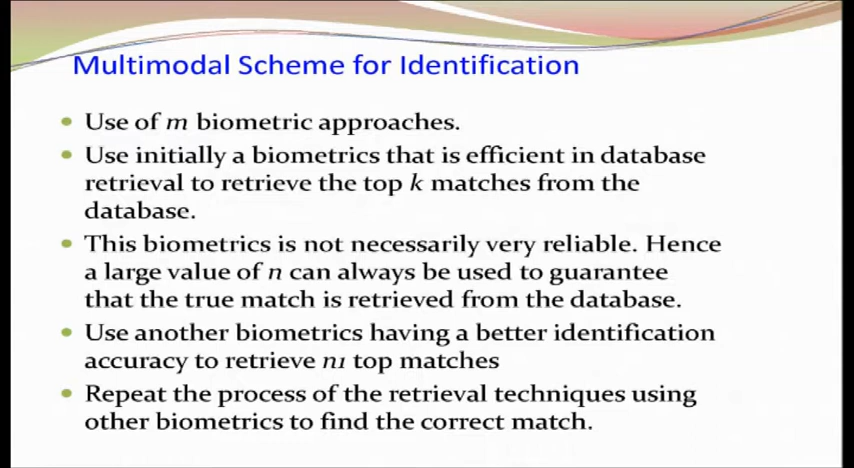 Multimodal Scheme for Identification
• Use of m biometric approaches.
• Use initially a biometrics that is efficient in database
retrieval to retrieve the top k matches from the
database.
• This biometrics is not necessarily very reliable. Hence
a large value of n can always be used to guarantee
that the true match is retrieved from the database.
• Use another biometrics having a better identification
accuracy to retrieve n1 top matches
• Repeat the process of the retrieval techniques using
other biometrics to find the correct match.